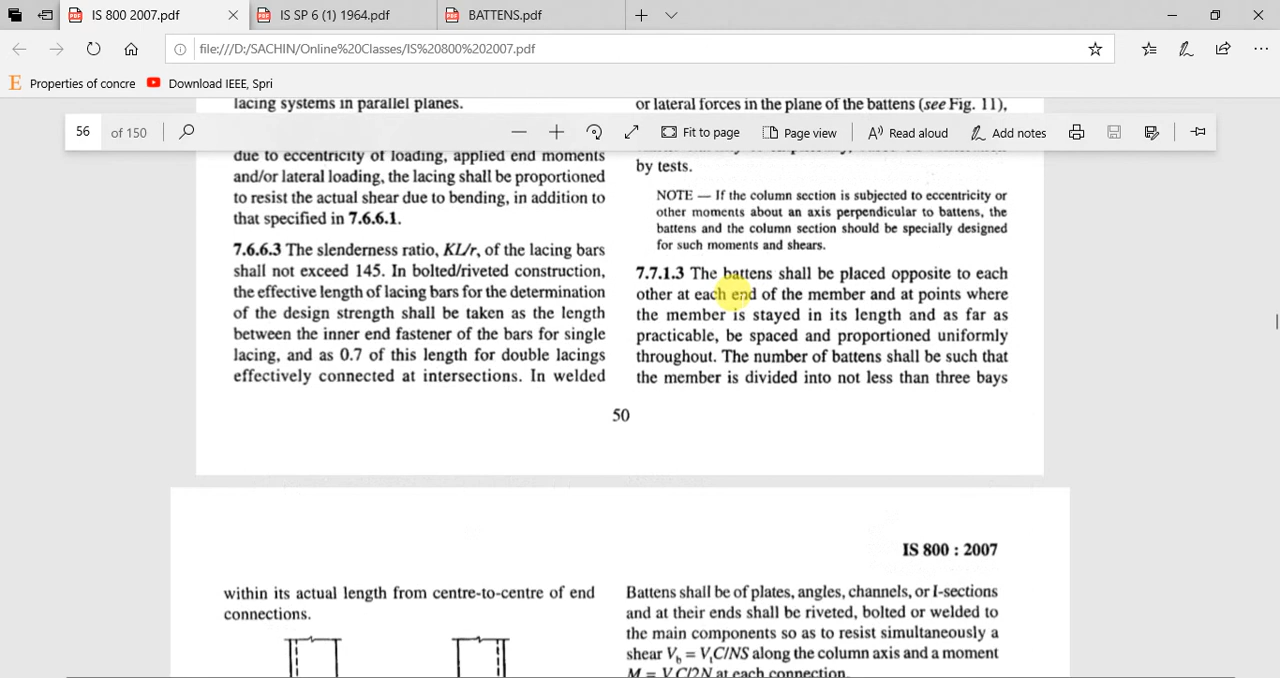 IS 800 2007.pdf
IS SP 6 (1) 1964.pdf
BATTENS.pdf
file:///D:/SACHIN/Online%20Classes/IS%20800%202007.pdf
E Properties of concre
Download IEEE, Spri
56 of 150
Fit to page
Page view
Read aloud
Add notes
lacing systems in parallel planes.
due to eccentricity of loading, applied end moments
and/or lateral loading, the lacing shall be proportioned
to resist the actual shear due to bending, in addition to
that specified in 7.6.6.1.
7.6.6.3 The slenderness ratio, KL/r, of the lacing bars
shall not exceed 145. In bolted/riveted construction,
the effective length of lacing bars for the determination
of the design strength shall be taken as the length
between the inner end fastener of the bars for single
lacing, and as 0.7 of this length for double lacings
effectively connected at intersections. In welded
or lateral forces in the plane of the battens (see Fig. 11),
by tests.
NOTE — If the column section is subjected to eccentricity or
other moments about an axis perpendicular to battens, the
battens and the column section should be specially designed
for such moments and shears.
7.7.1.3 The battens shall be placed opposite to each
other at each end of the member and at points where
the member is stayed in its length and as far as
practicable, be spaced and proportioned uniformly
throughout. The number of battens shall be such that
the member is divided into not less than three bays
50
IS 800 : 2007
within its actual length from centre-to-centre of end
connections.
Battens shall be of plates, angles, channels, or I-sections
and at their ends shall be riveted, bolted or welded to
the main components so as to resist simultaneously a
shear Vb = VtC/NS along the column axis and a moment
at each connection.